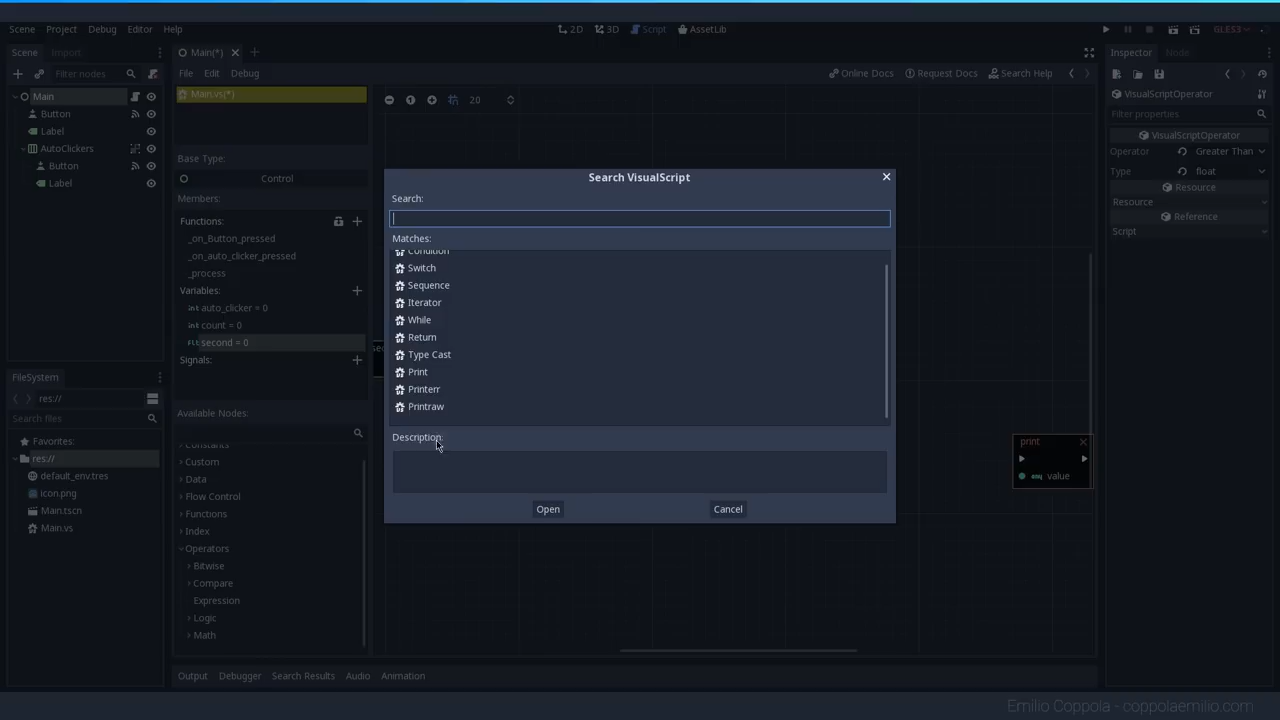 Scene Project Debug Editor Help
2D 3D Script AssetLib
GLES3
Scene Import
Filter nodes
Main
Button
Label
AutoClickers
Button
Label
FileSystem
res://
Search files
Favorites:
res://
default_env.tres
icon.png
Main.tscn
Main.vs
Main(*)
File Edit Debug
Online Docs Request Docs Search Help
Main.vs(*)
20
Base Type:
Control
Members:
Functions:
_on_Button_pressed
_on_auto_clicker_pressed
_process
Variables:
int auto_clicker = 0
int count = 0
second = 0
Signals:
Available Nodes:
Constants
Custom
Data
Flow Control
Functions
Index
Operators
Bitwise
Compare
Expression
Logic
Math
Search VisualScript
Search:
Matches:
Condition
Switch
Sequence
Iterator
While
Return
Type Cast
Print
Printerr
Printraw
Description:
Open Cancel
print
value
Output Debugger Search Results Audio Animation
Inspector Node
VisualScriptOperator
Filter properties
VisualScriptOperator
Operator Greater Than
Type float
Resource
Resource
Reference
Script
Emilio Coppola - coppolaemilio.com